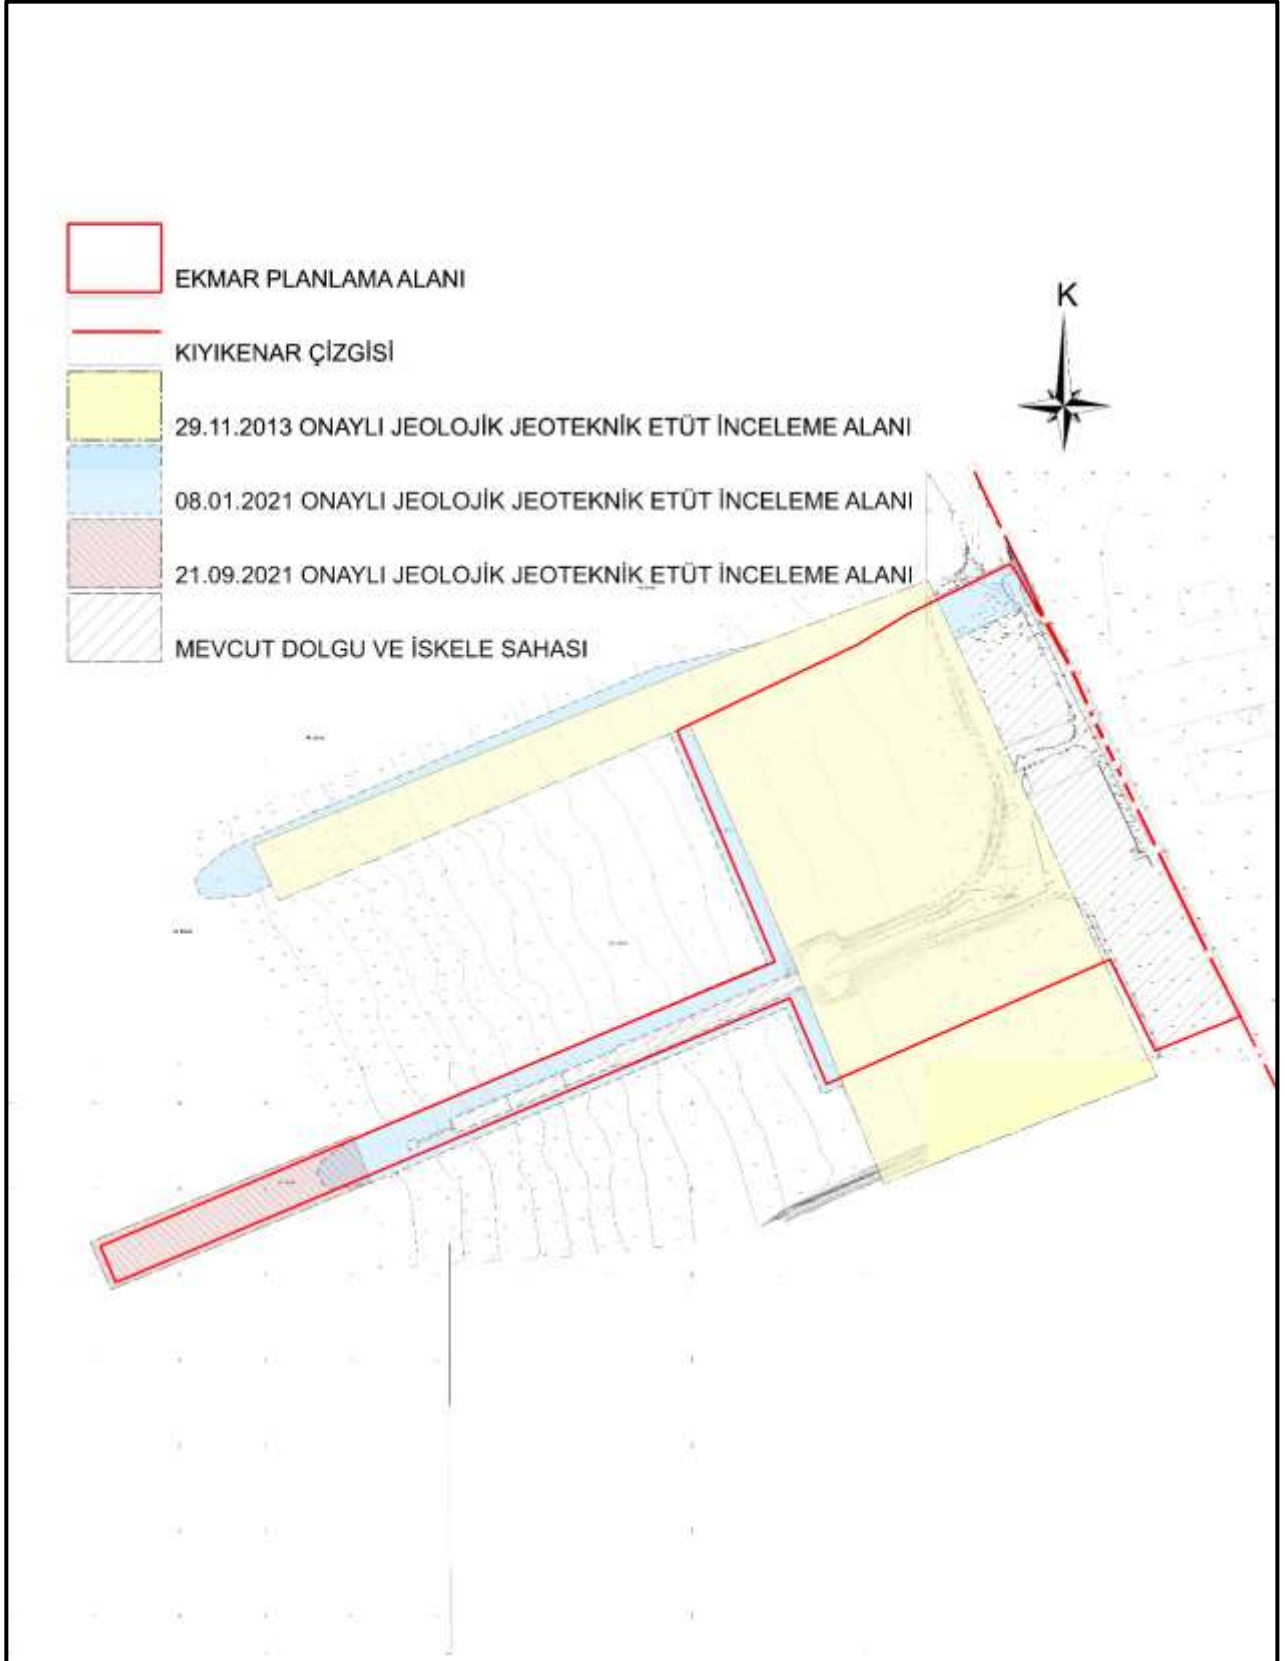 EKMAR PLANLAMA ALANI
K
KIYIKENAR ÇİZGİSİ
29.11.2013 ONAYLI JEOLOJİK JEOTEKNİK ETÜT İNCELEME ALANI
08.01.2021 ONAYLI JEOLOJİK JEOTEKNİK ETÜT İNCELEME ALANI
21.09.2021 ONAYLI JEOLOJİK JEOTEKNİK ETÜT İNCELEME ALANI
MEVCUT DOLGU VE İSKELE SAHASI